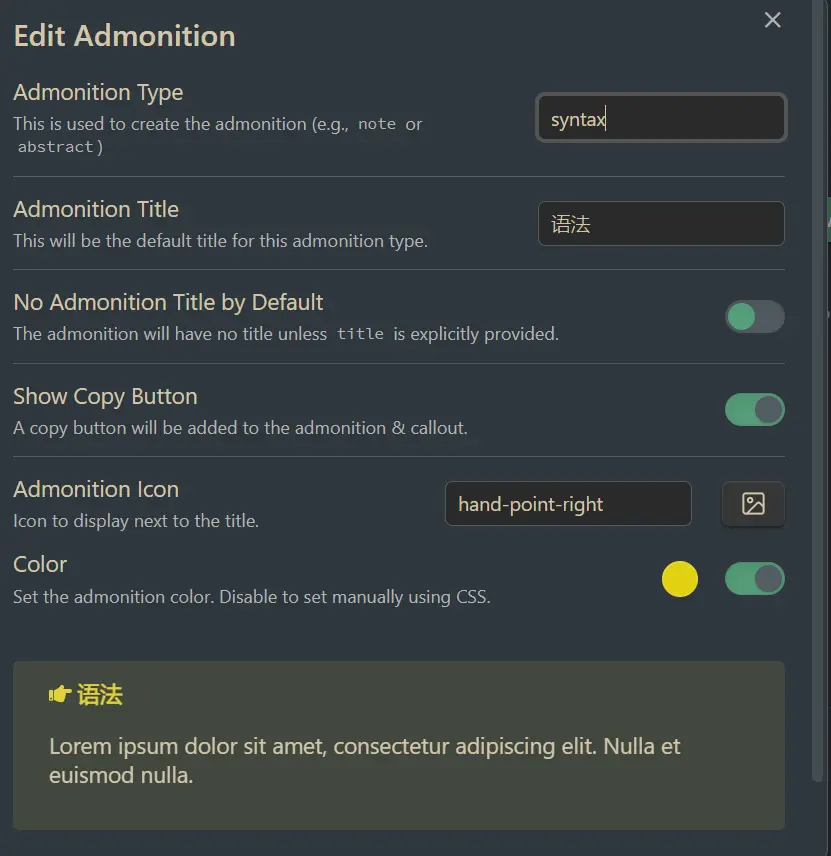 Edit Admonition
Admonition Type
This is used to create the admonition (e.g., note or
abstract)
syntax
Admonition Title
This will be the default title for this admonition type.
语法
No Admonition Title by Default
The admonition will have no title unless title is explicitly provided.
Show Copy Button
A copy button will be added to the admonition & callout.
Admonition Icon
Icon to display next to the title.
hand-point-right
Color
Set the admonition color. Disable to set manually using CSS.
语法
Lorem ipsum dolor sit amet, consectetur adipiscing elit. Nulla et
euismod nulla.